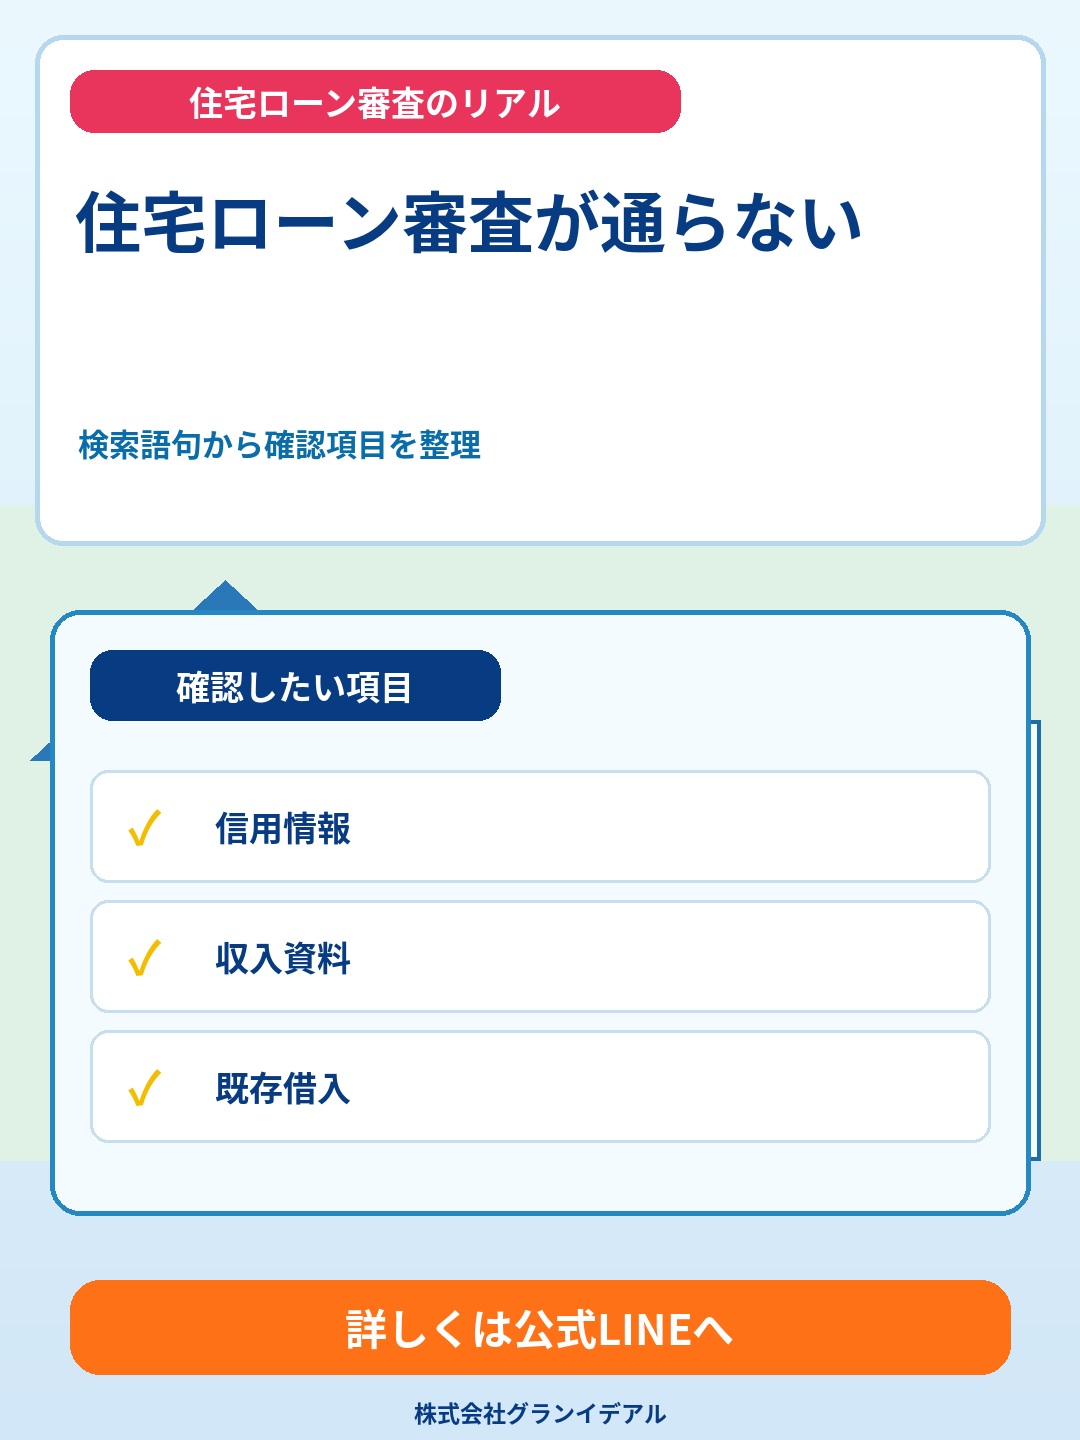 住宅ローン審査のリアル
住宅ローン審査が通らない
検索語句から確認項目を整理
確認したい項目
✓ 信用情報
✓ 収入資料
✓ 既存借入
詳しくは公式LINEへ
株式会社グランイデアル